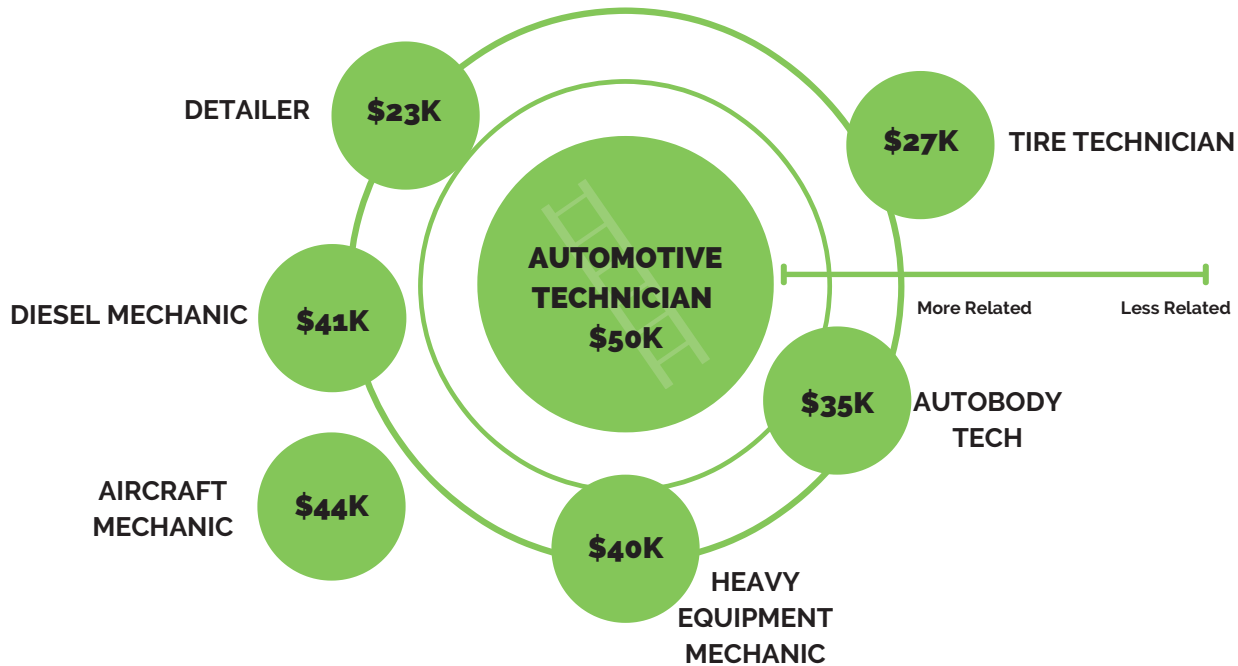 DETAILER
$23K
$27K
TIRE TECHNICIAN
AUTOMOTIVE
TECHNICIAN
$50K
More Related
Less Related
DIESEL MECHANIC
$41K
$35K
AUTOBODY
TECH
AIRCRAFT
MECHANIC
$44K
$40K
HEAVY
EQUIPMENT
MECHANIC